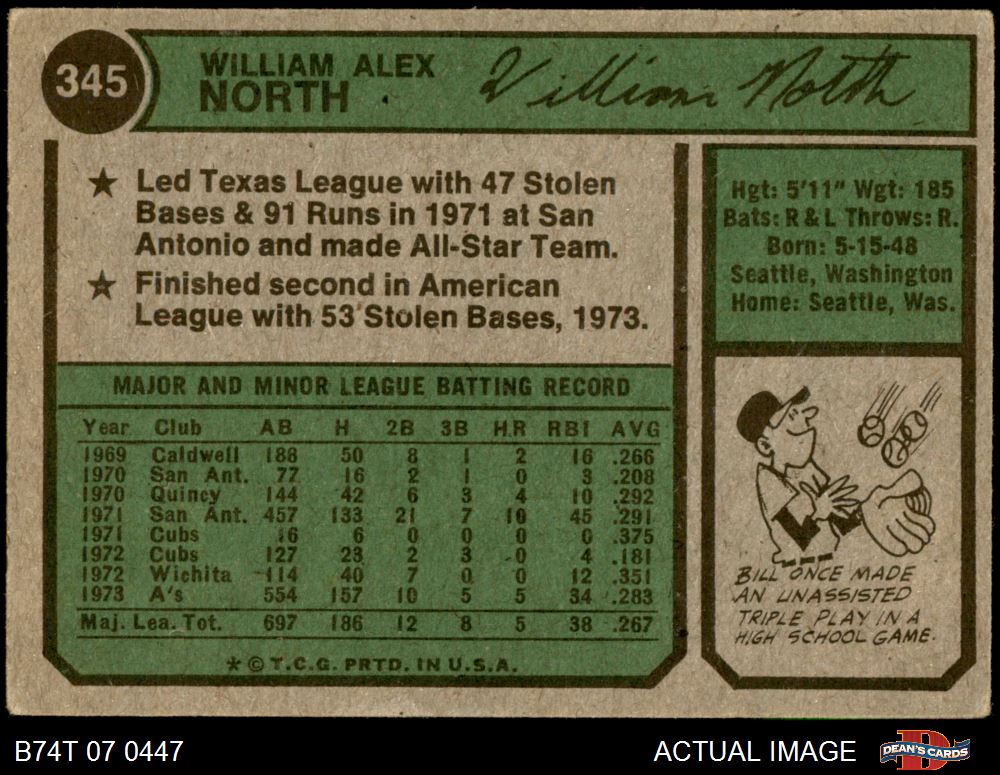 345
WILLIAM ALEX
NORTH
William North
★ Led Texas League with 47 Stolen
Bases & 91 Runs in 1971 at San
Antonio and made All-Star Team.
★ Finished second in American
League with 53 Stolen Bases, 1973.
Hgt: 5'11" Wgt: 185
Bats: R & L Throws: R.
Born: 5-15-48
Seattle, Washington
Home: Seattle, Was.
MAJOR AND MINOR LEAGUE BATTING RECORD
Year Club AB H 2B 3B HR RBI AVG
1969 Caldwell 188 50 8 1 2 16 .266
1970 San Ant. 77 16 2 1 0 3 .208
1970 Quincy 144 42 6 3 4 10 .292
1971 San Ant. 457 133 21 7 10 45 .291
1971 Cubs 16 6 0 0 0 0 .375
1972 Cubs 127 23 2 3 0 4 .181
1972 Wichita 114 40 7 0 0 12 .351
1973 A's 554 157 10 5 5 34 .283
Maj. Lea. Tot. 697 186 12 8 5 38 .267
★ © T.C.G. PRTD. IN U.S.A.
BILL ONCE MADE
AN UNASSISTED
TRIPLE PLAY IN A
HIGH SCHOOL GAME.
B74T 07 0447
ACTUAL IMAGE
DEAN'S CARDS